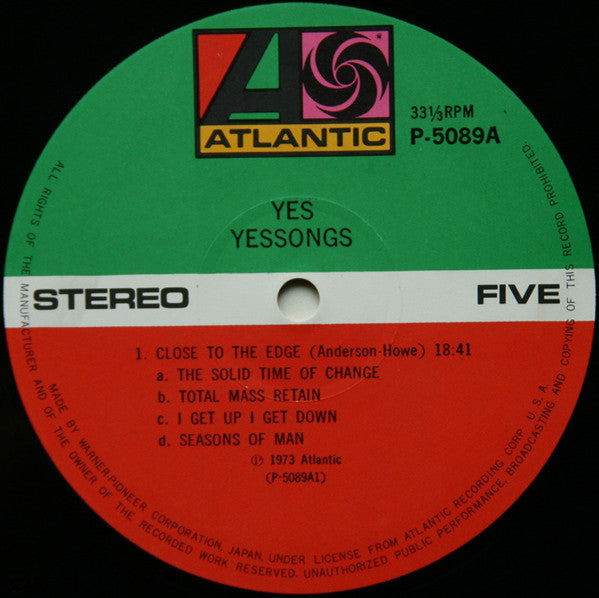 ATLANTIC
33⅓RPM
P-5089A
YES
YESSONGS
STEREO
FIVE
1. CLOSE TO THE EDGE (Anderson-Howe) 18:41
a. THE SOLID TIME OF CHANGE
b. TOTAL MASS RETAIN
c. I GET UP I GET DOWN
d. SEASONS OF MAN
Ⓟ 1973 Atlantic
(P-5089A1)
MADE BY WARNER-PIONEER CORPORATION, JAPAN, UNDER LICENSE FROM ATLANTIC RECORDING CORP. U.S.A.
ALL RIGHTS OF THE MANUFACTURER AND OF THE OWNER OF THE RECORDED WORK RESERVED. UNAUTHORIZED PUBLIC PERFORMANCE, BROADCASTING AND COPYING OF THIS RECORD PROHIBITED.